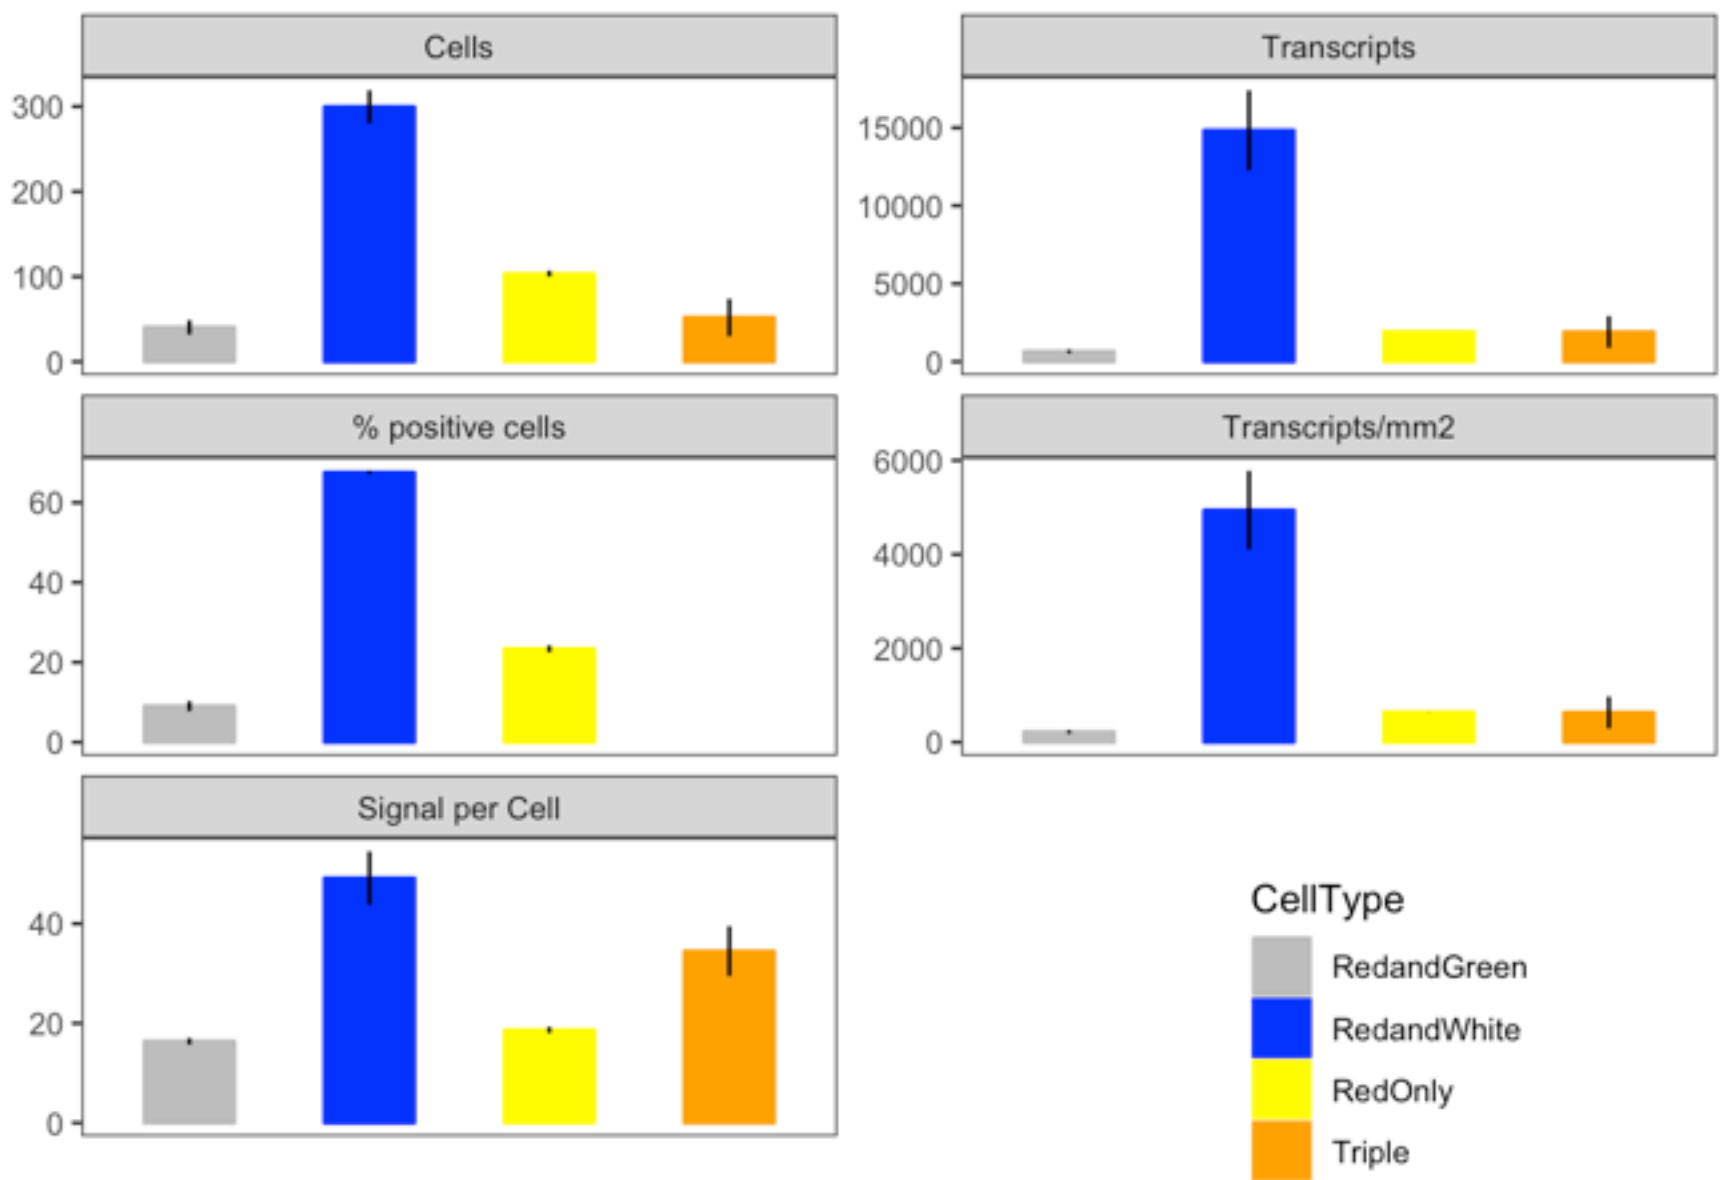 Cells
300
200
100
0
Transcripts
15000
10000
5000
0
% positive cells
60
40
20
0
Transcripts/mm2
6000
4000
2000
0
Signal per Cell
40
20
0
CellType
RedandGreen
RedandWhite
RedOnly
Triple